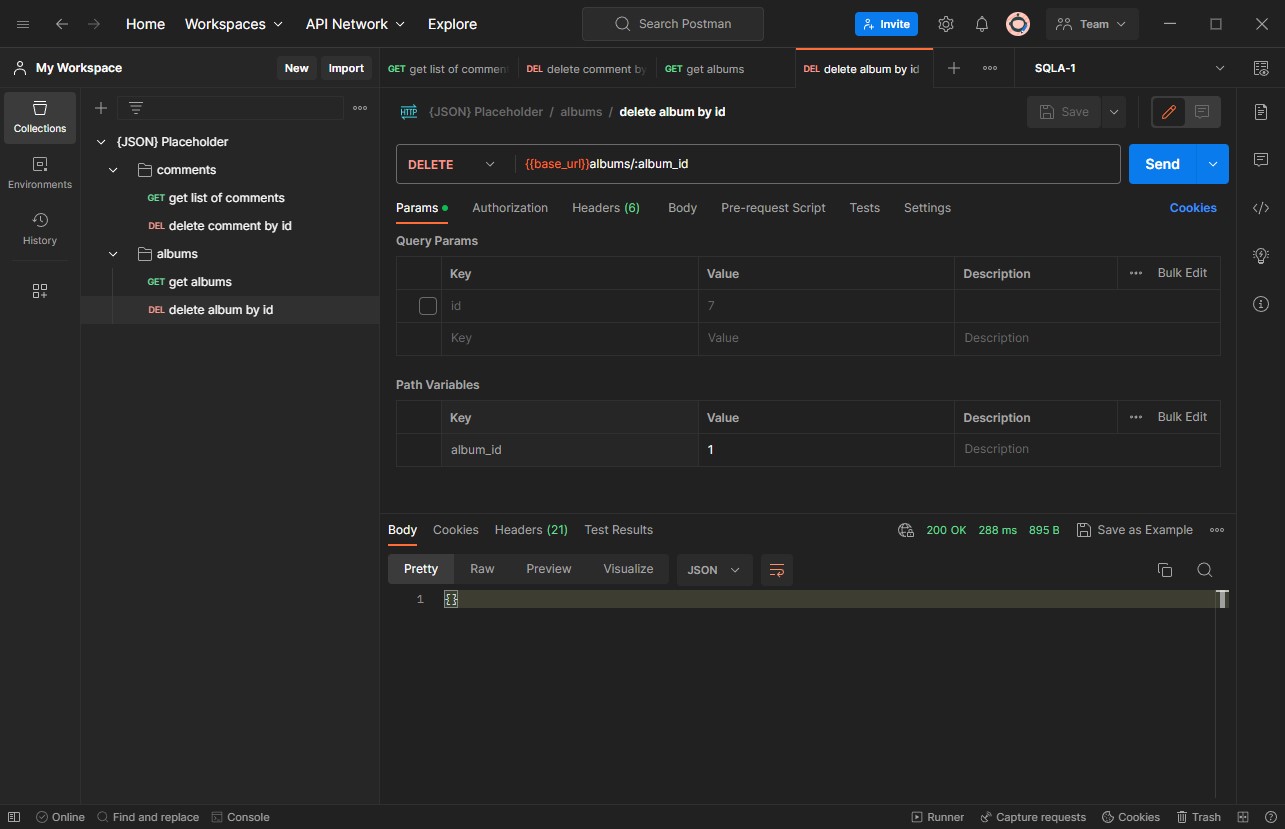 Home Workspaces API Network Explore Search Postman Invite Team
My Workspace New Import GET get list of commen DEL delete comment by GET get albums DEL delete album by id SQLA-1
Collections
Environments
History
{JSON} Placeholder
comments
GET get list of comments
DEL delete comment by id
albums
GET get albums
DEL delete album by id
HTTP {JSON} Placeholder / albums / delete album by id Save
DELETE {{base_url}}albums/:album_id Send
Params Authorization Headers (6) Body Pre-request Script Tests Settings Cookies
Query Params
Key Value Description Bulk Edit
id 7
Key Value Description
Path Variables
Key Value Description Bulk Edit
album_id 1 Description
Body Cookies Headers (21) Test Results 200 OK 288 ms 895 B Save as Example
Pretty Raw Preview Visualize JSON
1 {}
Online Find and replace Console Runner Capture requests Cookies Trash